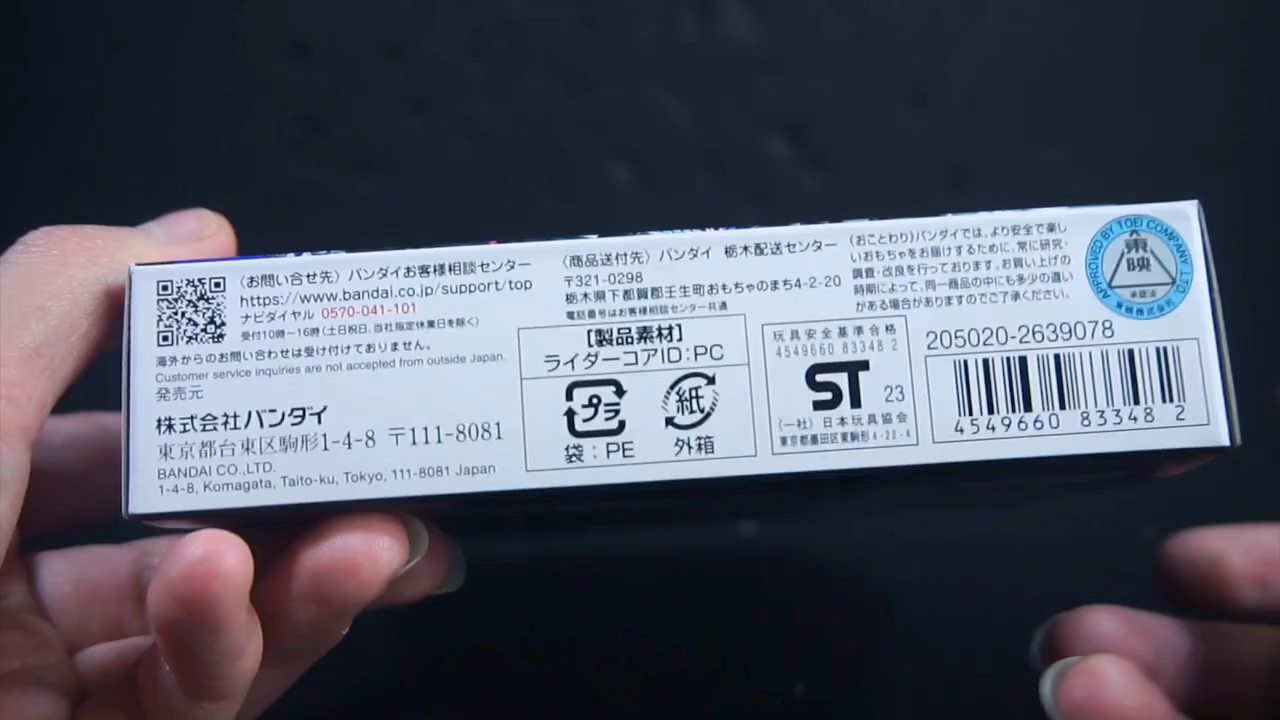 〈お問い合せ先〉バンダイお客様相談センター
https://www.bandai.co.jp/support/top
ナビダイヤル 0570-041-101
受付10時〜16時(土日祝日、当社指定休業日を除く)
海外からのお問い合わせは受け付けておりません。
Customer service inquiries are not accepted from outside Japan.
発売元
株式会社バンダイ
東京都台東区駒形1-4-8 〒111-8081
BANDAI CO.,LTD.
1-4-8, Komagata, Taito-ku, Tokyo, 111-8081 Japan
〈商品送付先〉バンダイ 栃木配送センター
〒321-0298
栃木県下都賀郡壬生町おもちゃのまち4-2-20
電話番号はお客様相談センター共通
[製品素材]
ライダーコアID:PC
プラ
袋:PE
紙
外箱
〈おことわり〉バンダイでは、より安全で楽し
いおもちゃをお届けするために、常に研究・
調査・改良を行っております。お買い上げの
時期によって、同一商品の中にも多少の違い
がある場合がありますのでご了承ください。
玩具安全基準合格
4549660 83348 2
ST 23
(一社)日本玩具協会
東京都墨田区東駒形4-22-4
APPROVED BY TOEI COMPANY, LTD.
東映
承認済
東映株式会社
205020-2639078
4549660 83348 2